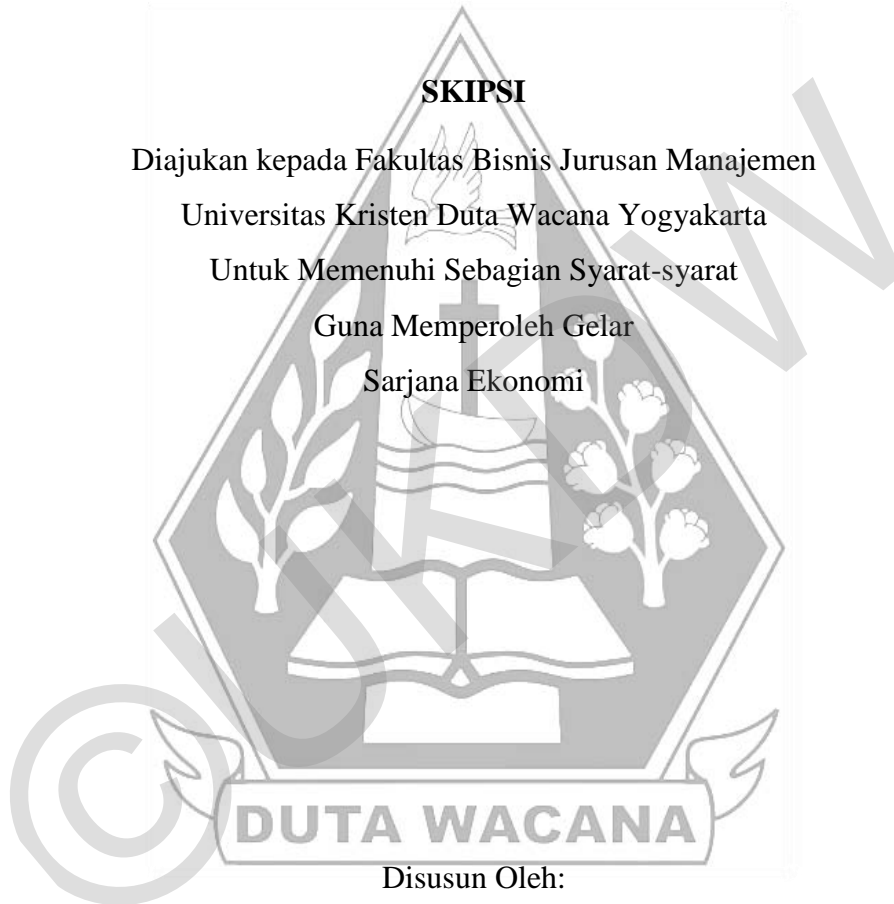 SKIPSI
Diajukan kepada Fakultas Bisnis Jurusan Manajemen
Universitas Kristen Duta Wacana Yogyakarta
Untuk Memenuhi Sebagian Syarat-syarat
Guna Memperoleh Gelar
Sarjana Ekonomi
©UKDW
DUTA WACANA
Disusun Oleh: